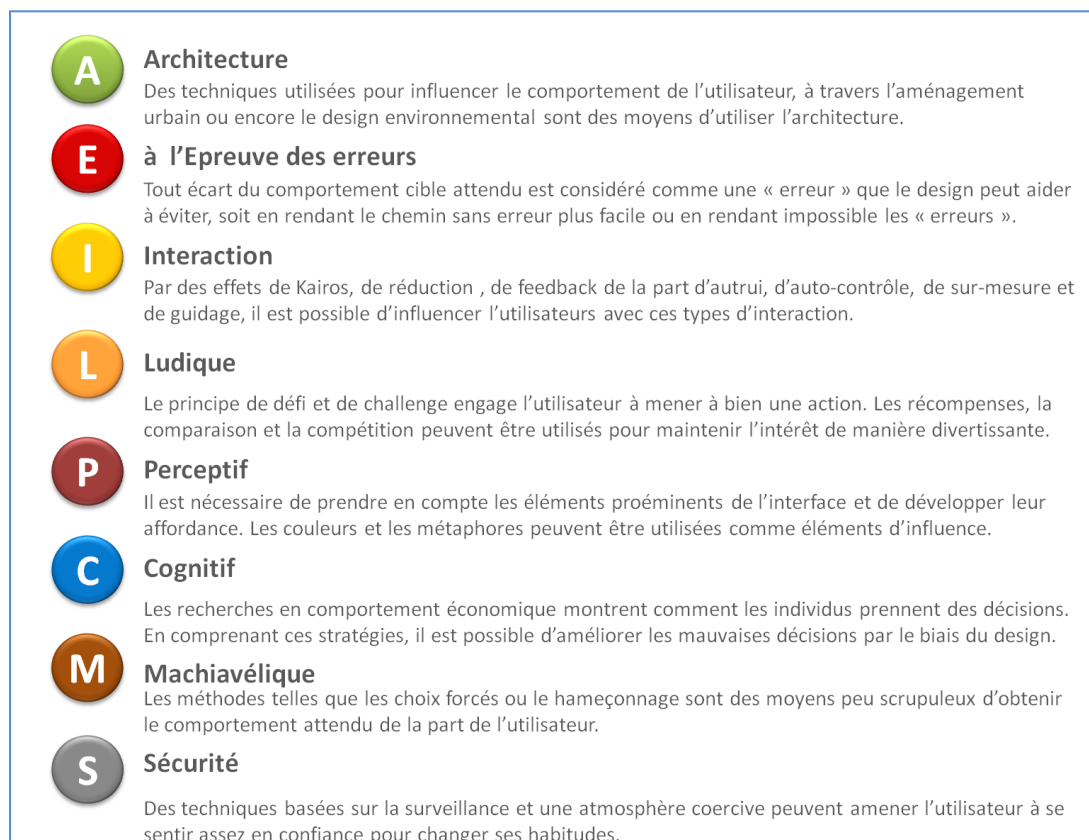 A
Architecture
Des techniques utilisées pour influencer le comportement de l'utilisateur, à travers l'aménagement
urbain ou encore le design environnemental sont des moyens d'utiliser l'architecture.
E
à l'Epreuve des erreurs
Tout écart du comportement cible attendu est considéré comme une « erreur » que le design peut aider
à éviter, soit en rendant le chemin sans erreur plus facile ou en rendant impossible les « erreurs ».
I
Interaction
Par des effets de Kairos, de réduction , de feedback de la part d'autrui, d'auto-contrôle, de sur-mesure et
de guidage, il est possible d'influencer l'utilisateurs avec ces types d'interaction.
L
Ludique
Le principe de défi et de challenge engage l'utilisateur à mener à bien une action. Les récompenses, la
comparaison et la compétition peuvent être utilisés pour maintenir l'intérêt de manière divertissante.
P
Perceptif
Il est nécessaire de prendre en compte les éléments proéminents de l'interface et de développer leur
affordance. Les couleurs et les métaphores peuvent être utilisées comme éléments d'influence.
C
Cognitif
Les recherches en comportement économique montrent comment les individus prennent des décisions.
En comprenant ces stratégies, il est possible d'améliorer les mauvaises décisions par le biais du design.
M
Machiavélique
Les méthodes telles que les choix forcés ou le hameçonnage sont des moyens peu scrupuleux d'obtenir
le comportement attendu de la part de l'utilisateur.
S
Sécurité
Des techniques basées sur la surveillance et une atmosphère coercive peuvent amener l'utilisateur à se
sentir assez en confiance pour changer ses habitudes.